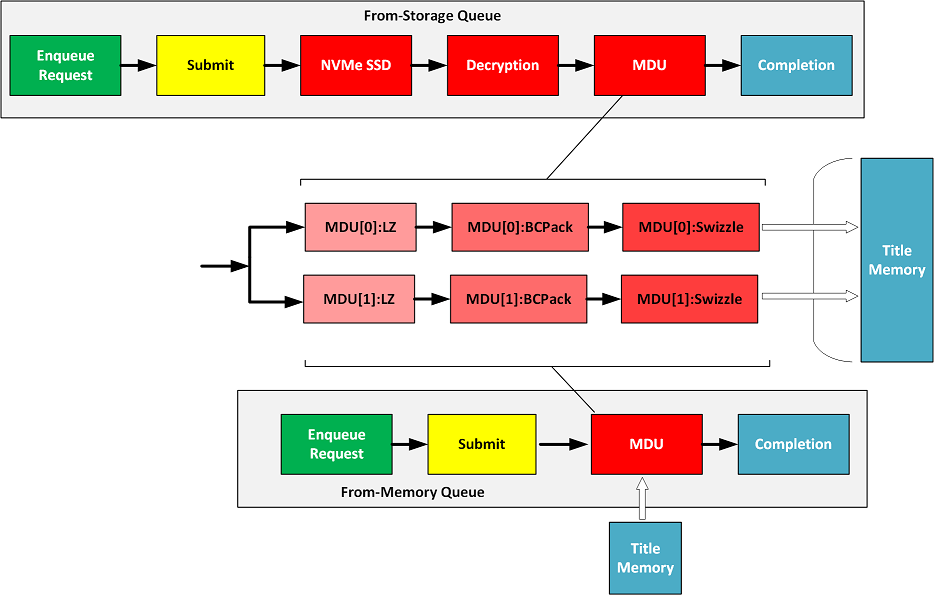 From-Storage Queue
Enqueue
Request
Submit
NVMe SSD
Decryption
MDU
Completion
MDU[0]:LZ
MDU[0]:BCPack
MDU[0]:Swizzle
MDU[1]:LZ
MDU[1]:BCPack
MDU[1]:Swizzle
Title
Memory
Enqueue
Request
Submit
MDU
Completion
From-Memory Queue
Title
Memory